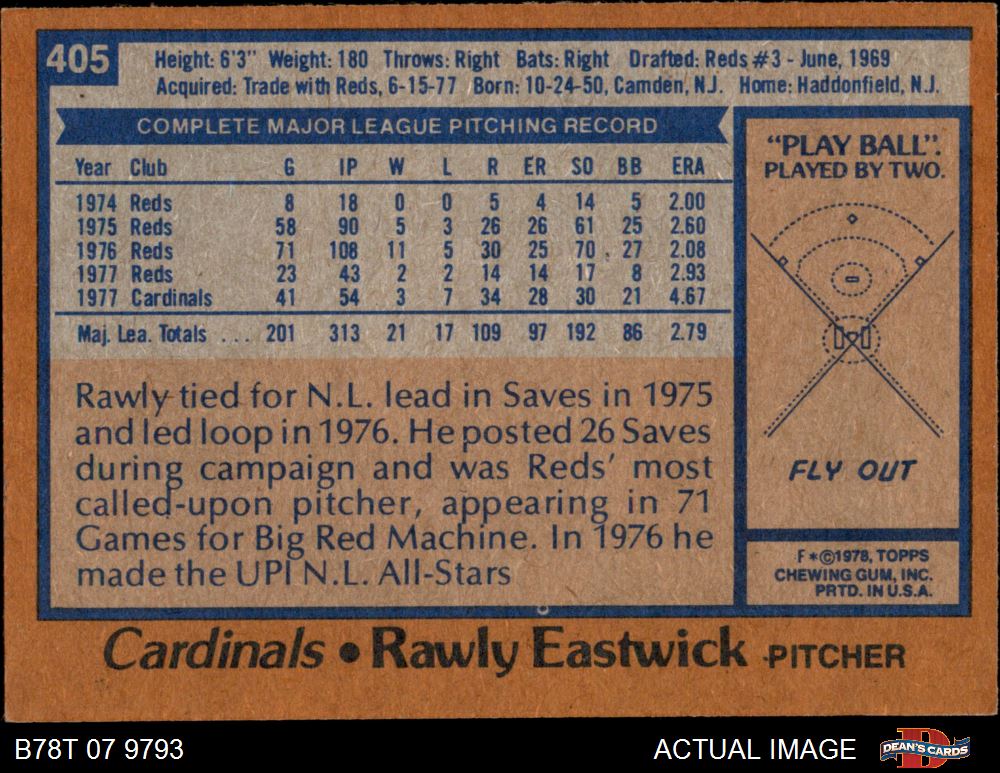 405
Height: 6'3" Weight: 180 Throws: Right Bats: Right Drafted: Reds #3 - June, 1969
Acquired: Trade with Reds, 6-15-77 Born: 10-24-50, Camden, N.J. Home: Haddonfield, N.J.
COMPLETE MAJOR LEAGUE PITCHING RECORD
Year Club G IP W L R ER SO BB ERA
1974 Reds 8 18 0 0 5 4 14 5 2.00
1975 Reds 58 90 5 3 26 26 61 25 2.60
1976 Reds 71 108 11 5 30 25 70 27 2.08
1977 Reds 23 43 2 2 14 14 17 8 2.93
1977 Cardinals 41 54 3 7 34 28 30 21 4.67
Maj. Lea. Totals ... 201 313 21 17 109 97 192 86 2.79
Rawly tied for N.L. lead in Saves in 1975
and led loop in 1976. He posted 26 Saves
during campaign and was Reds' most
called-upon pitcher, appearing in 71
Games for Big Red Machine. In 1976 he
made the UPI N.L. All-Stars
"PLAY BALL".
PLAYED BY TWO.
FLY OUT
F*©1978, TOPPS
CHEWING GUM, INC.
PRTD. IN U.S.A.
Cardinals • Rawly Eastwick PITCHER
B78T 07 9793
ACTUAL IMAGE
DEAN'S CARDS